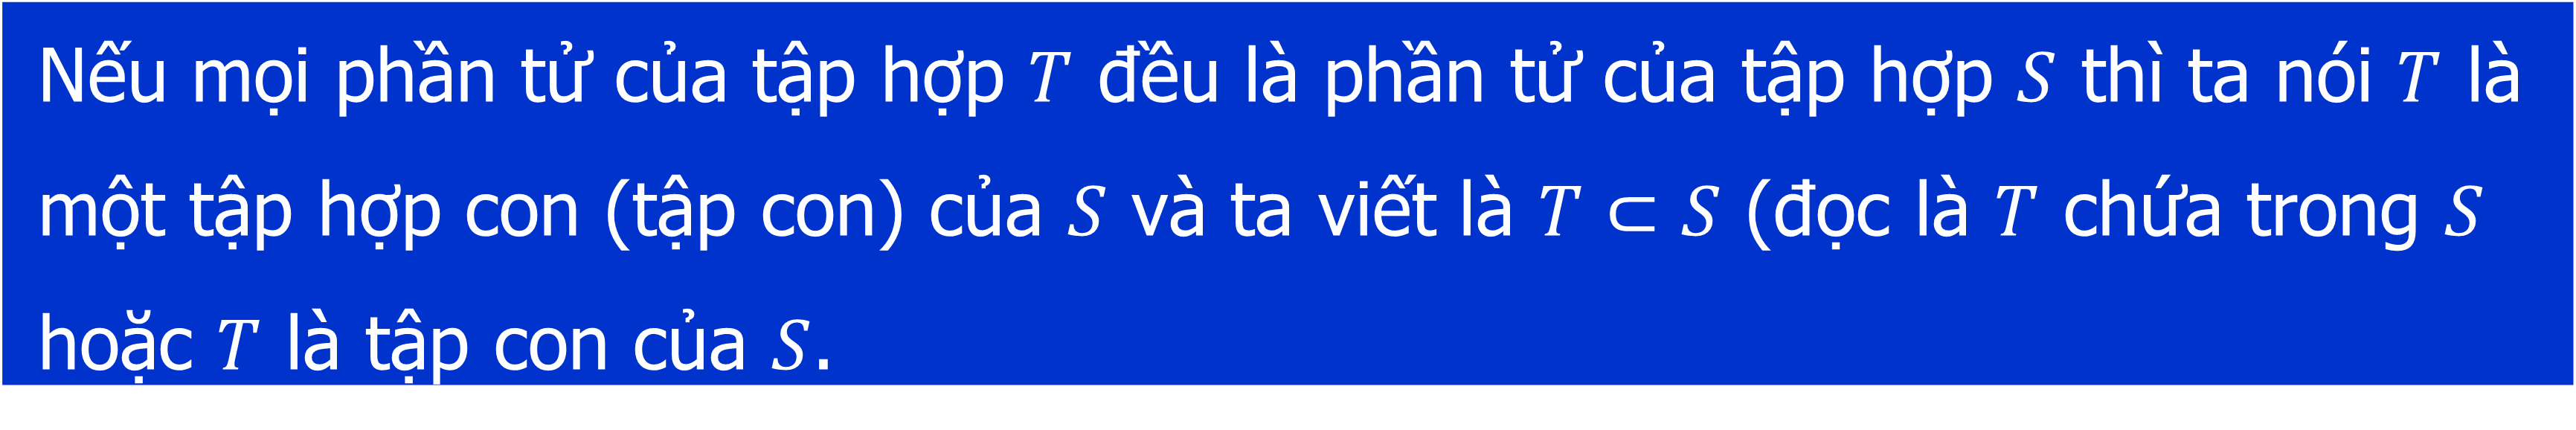 Nếu mọi phần tử của tập hợp T đều là phần tử của tập hợp S thì ta nói T là
một tập hợp con (tập con) của S và ta viết là T ⊂ S (đọc là T chứa trong S
hoặc T là tập con của S.